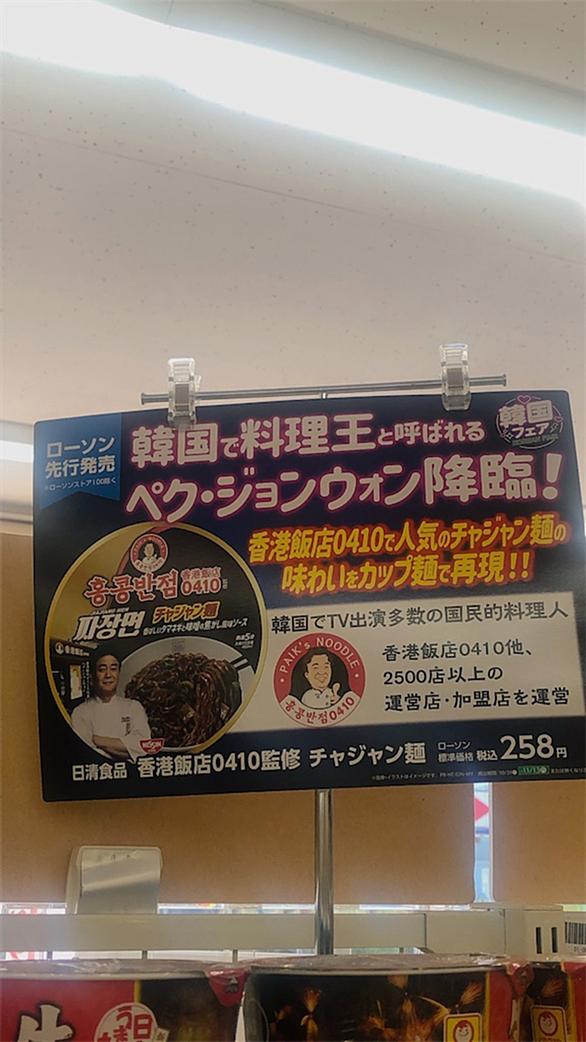 ローソン
先行発売
※ローソンストア100除く
韓国で料理王と呼ばれる
ペク・ジョンウォン降臨!
韓国
フェア
香港飯店0410で人気のチャジャン麺の
味わいをカップ麺で再現!!
홍콩반점
香港飯店
0410
짜장면
チャジャン麺
韓国でTV出演多数の国民的料理人
PAIK's NOODLE
홍콩반점0410
香港飯店0410他、
2500店以上の
運営店・加盟店を運営
NISSIN
日清食品 香港飯店0410監修 チャジャン麺
ローソン
標準価格 税込 258円